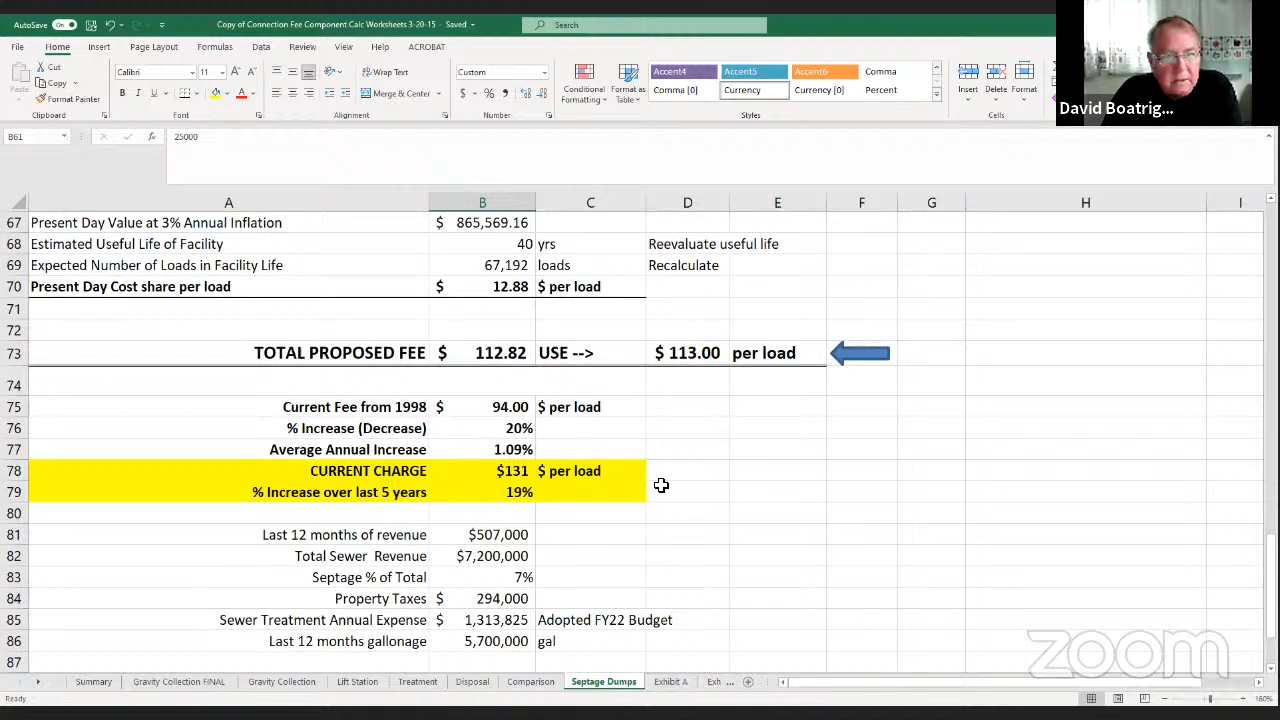 AutoSave On Copy of Connection Fee Component Calc Worksheets 3-20-15 - Saved Search
File Home Insert Page Layout Formulas Data Review View Help ACROBAT
Paste Cut Copy Format Painter Clipboard
Calibri 11 B I U Font
Wrap Text Merge & Center Alignment
Custom $ % Number
Conditional Formatting Format as Table
Accent4 Accent5 Accent6 Comma
Comma [0] Currency Currency [0] Percent
Styles
Insert Delete Format Cells
David Boatrig...
B61 fx 25000
A B C D E F G H I
67 Present Day Value at 3% Annual Inflation $ 865,569.16
68 Estimated Useful Life of Facility 40 yrs Reevaluate useful life
69 Expected Number of Loads in Facility Life 67,192 loads Recalculate
70 Present Day Cost share per load $ 12.88 $ per load
71
72
73 TOTAL PROPOSED FEE $ 112.82 USE --> $ 113.00 per load
74
75 Current Fee from 1998 $ 94.00 $ per load
76 % Increase (Decrease) 20%
77 Average Annual Increase 1.09%
78 CURRENT CHARGE $131 $ per load
79 % Increase over last 5 years 19%
80
81 Last 12 months of revenue $507,000
82 Total Sewer Revenue $7,200,000
83 Septage % of Total 7%
84 Property Taxes $ 294,000
85 Sewer Treatment Annual Expense $ 1,313,825 Adopted FY22 Budget
86 Last 12 months gallonage 5,700,000 gal
87
zoom
Summary Gravity Collection FINAL Gravity Collection Lift Station Treatment Disposal Comparison Septage Dumps Exhibit A Exh ...
Ready 160%